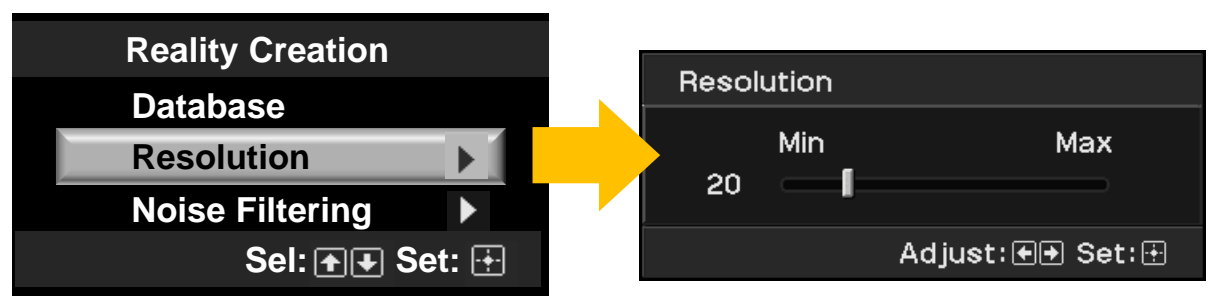 Reality Creation
Database
Resolution
Noise Filtering
Sel: Set:
Resolution
Min Max
20
Adjust: Set: